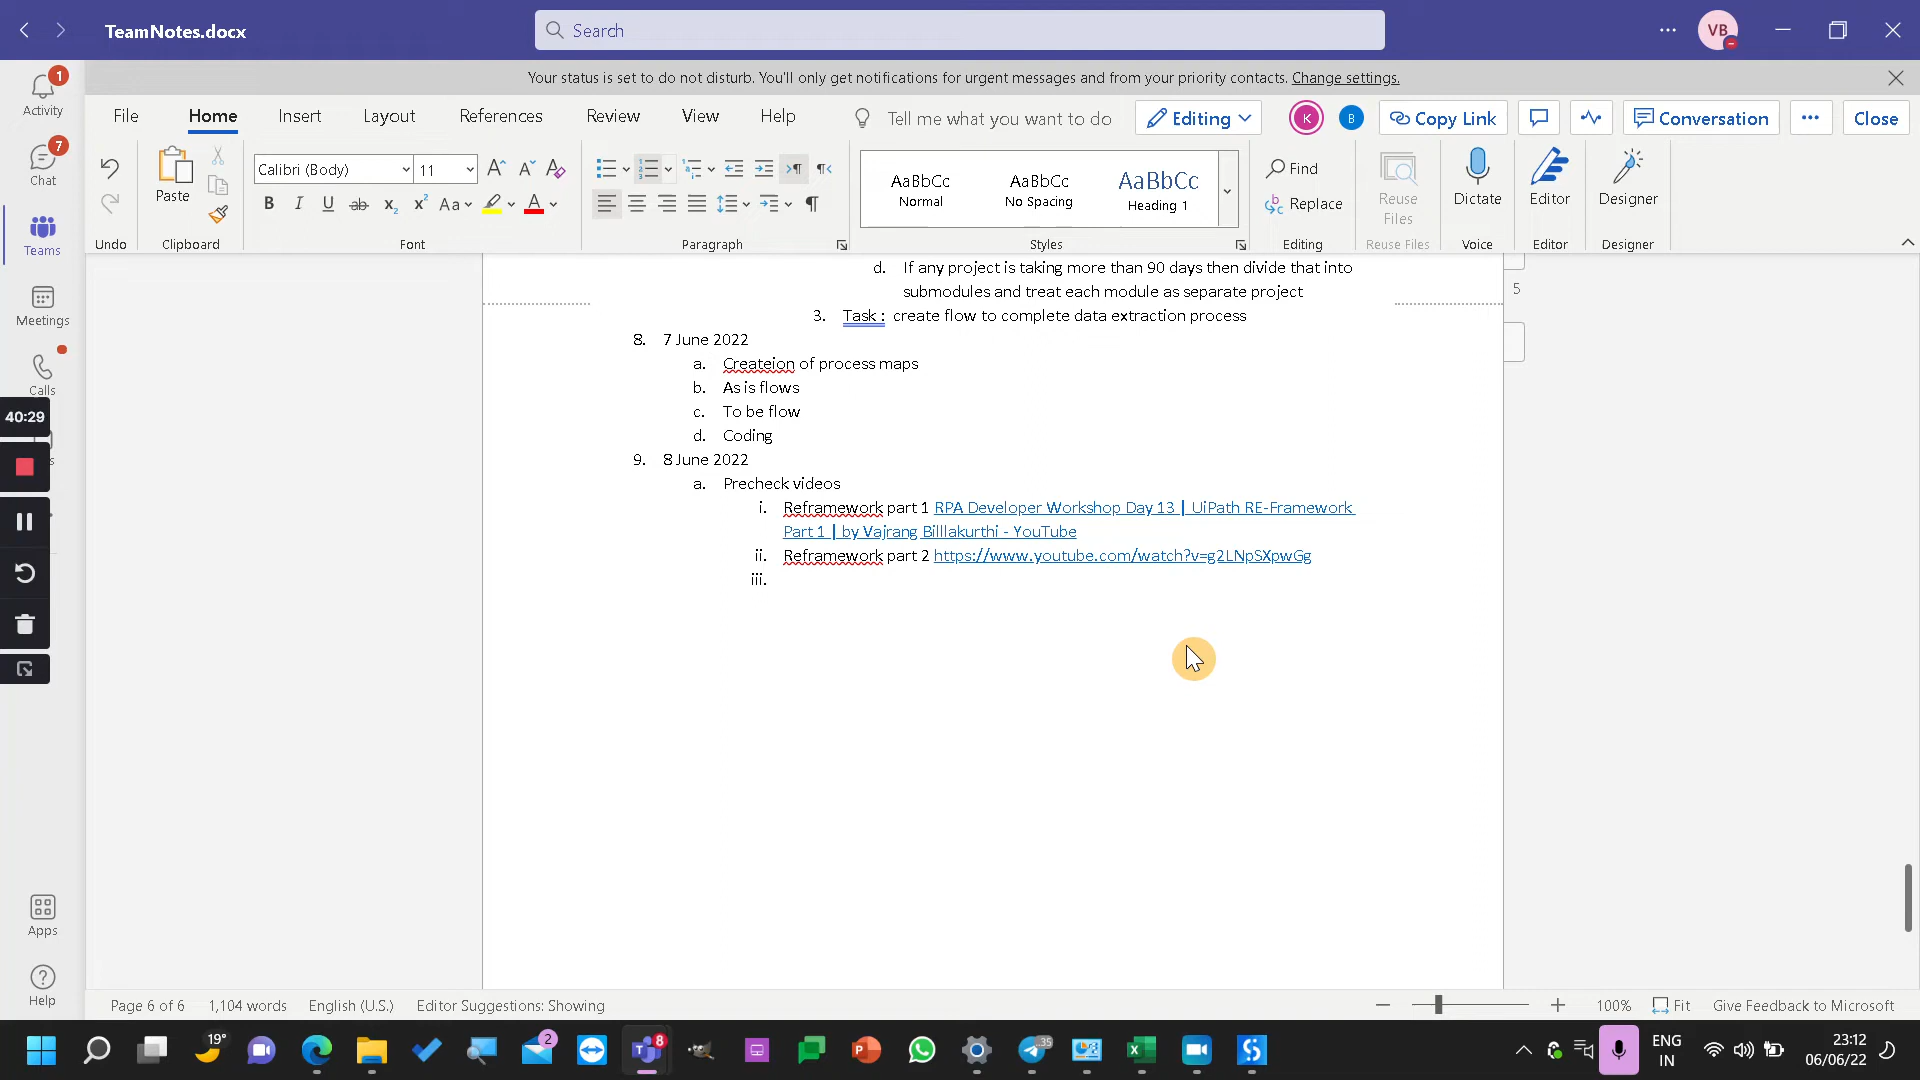 TeamNotes.docx
Search
VB
Your status is set to do not disturb. You'll only get notifications for urgent messages and from your priority contacts. Change settings.
Activity
1
File Home Insert Layout References Review View Help Tell me what you want to do Editing K B Copy Link Conversation Close
Chat
7
Teams
Meetings
Calls
Apps
Help
40:29
Paste
Calibri (Body) 11
Aa
AaBbCc Normal
AaBbCc No Spacing
AaBbCc Heading 1
Find
Replace
Reuse Files
Dictate
Editor
Designer
Undo Clipboard Font Paragraph Styles Editing Reuse Files Voice Editor Designer
d. If any project is taking more than 90 days then divide that into
submodules and treat each module as separate project
5
3. Task : create flow to complete data extraction process
8. 7 June 2022
a. Createion of process maps
b. As is flows
c. To be flow
d. Coding
9. 8 June 2022
a. Precheck videos
i. Reframework part 1 RPA Developer Workshop Day 13 | UiPath RE-Framework
Part 1 | by Vajrang Billlakurthi - YouTube
ii. Reframework part 2 https://www.youtube.com/watch?v=g2LNpSXpwGg
iii.
Page 6 of 6 1,104 words English (U.S.) Editor Suggestions: Showing 100% Fit Give Feedback to Microsoft
19° 2 8 35
ENG
IN
23:12
06/06/22